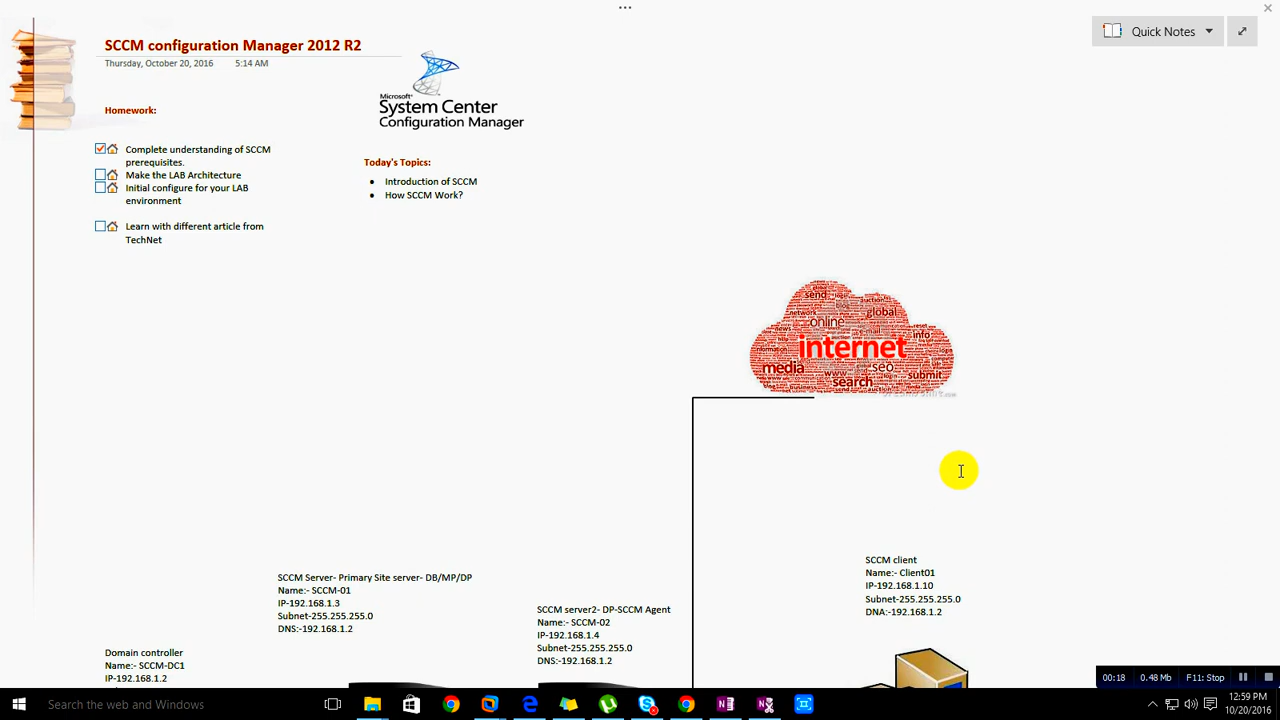 SCCM configuration Manager 2012 R2
Thursday, October 20, 2016 5:14 AM
Quick Notes
Microsoft®
System Center
Configuration Manager
Homework:
Complete understanding of SCCM
prerequisites.
Make the LAB Architecture
Initial configure for your LAB
environment
Learn with different article from
TechNet
Today's Topics:
• Introduction of SCCM
• How SCCM Work?
send
network
online
global
internet
info
media
www
seo
search
submit
SCCM client
Name:- Client01
IP-192.168.1.10
Subnet-255.255.255.0
DNA:-192.168.1.2
SCCM Server- Primary Site server- DB/MP/DP
Name:- SCCM-01
IP-192.168.1.3
Subnet-255.255.255.0
DNS:-192.168.1.2
SCCM server2- DP-SCCM Agent
Name:- SCCM-02
IP-192.168.1.4
Subnet-255.255.255.0
DNS:-192.168.1.2
Domain controller
Name:- SCCM-DC1
IP-192.168.1.2
00:18 0.48 Mb F11: Stop
Search the web and Windows
12:59 PM
10/20/2016